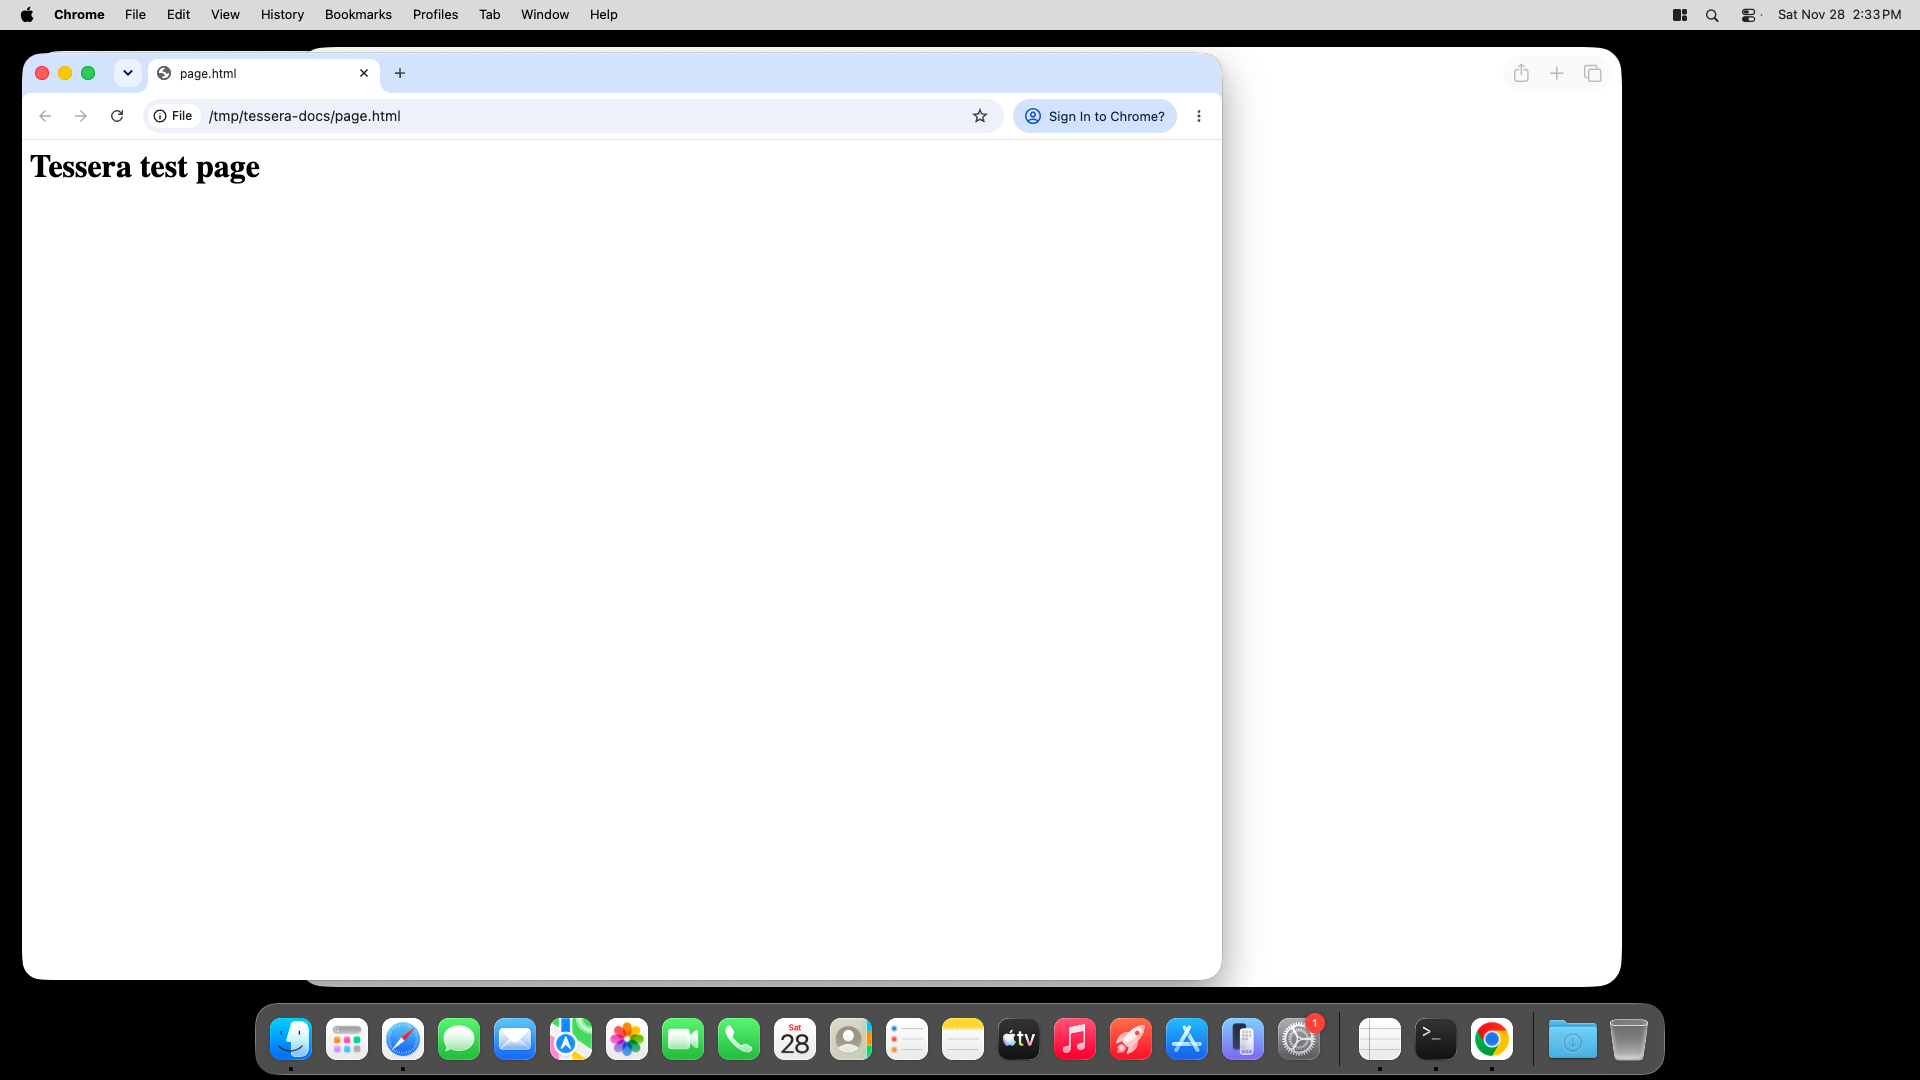 Chrome File Edit View History Bookmarks Profiles Tab Window Help Sat Nov 28 2:33 PM
page.html
File /tmp/tessera-docs/page.html Sign In to Chrome?
Tessera test page
Sat
28
tv
1
>_